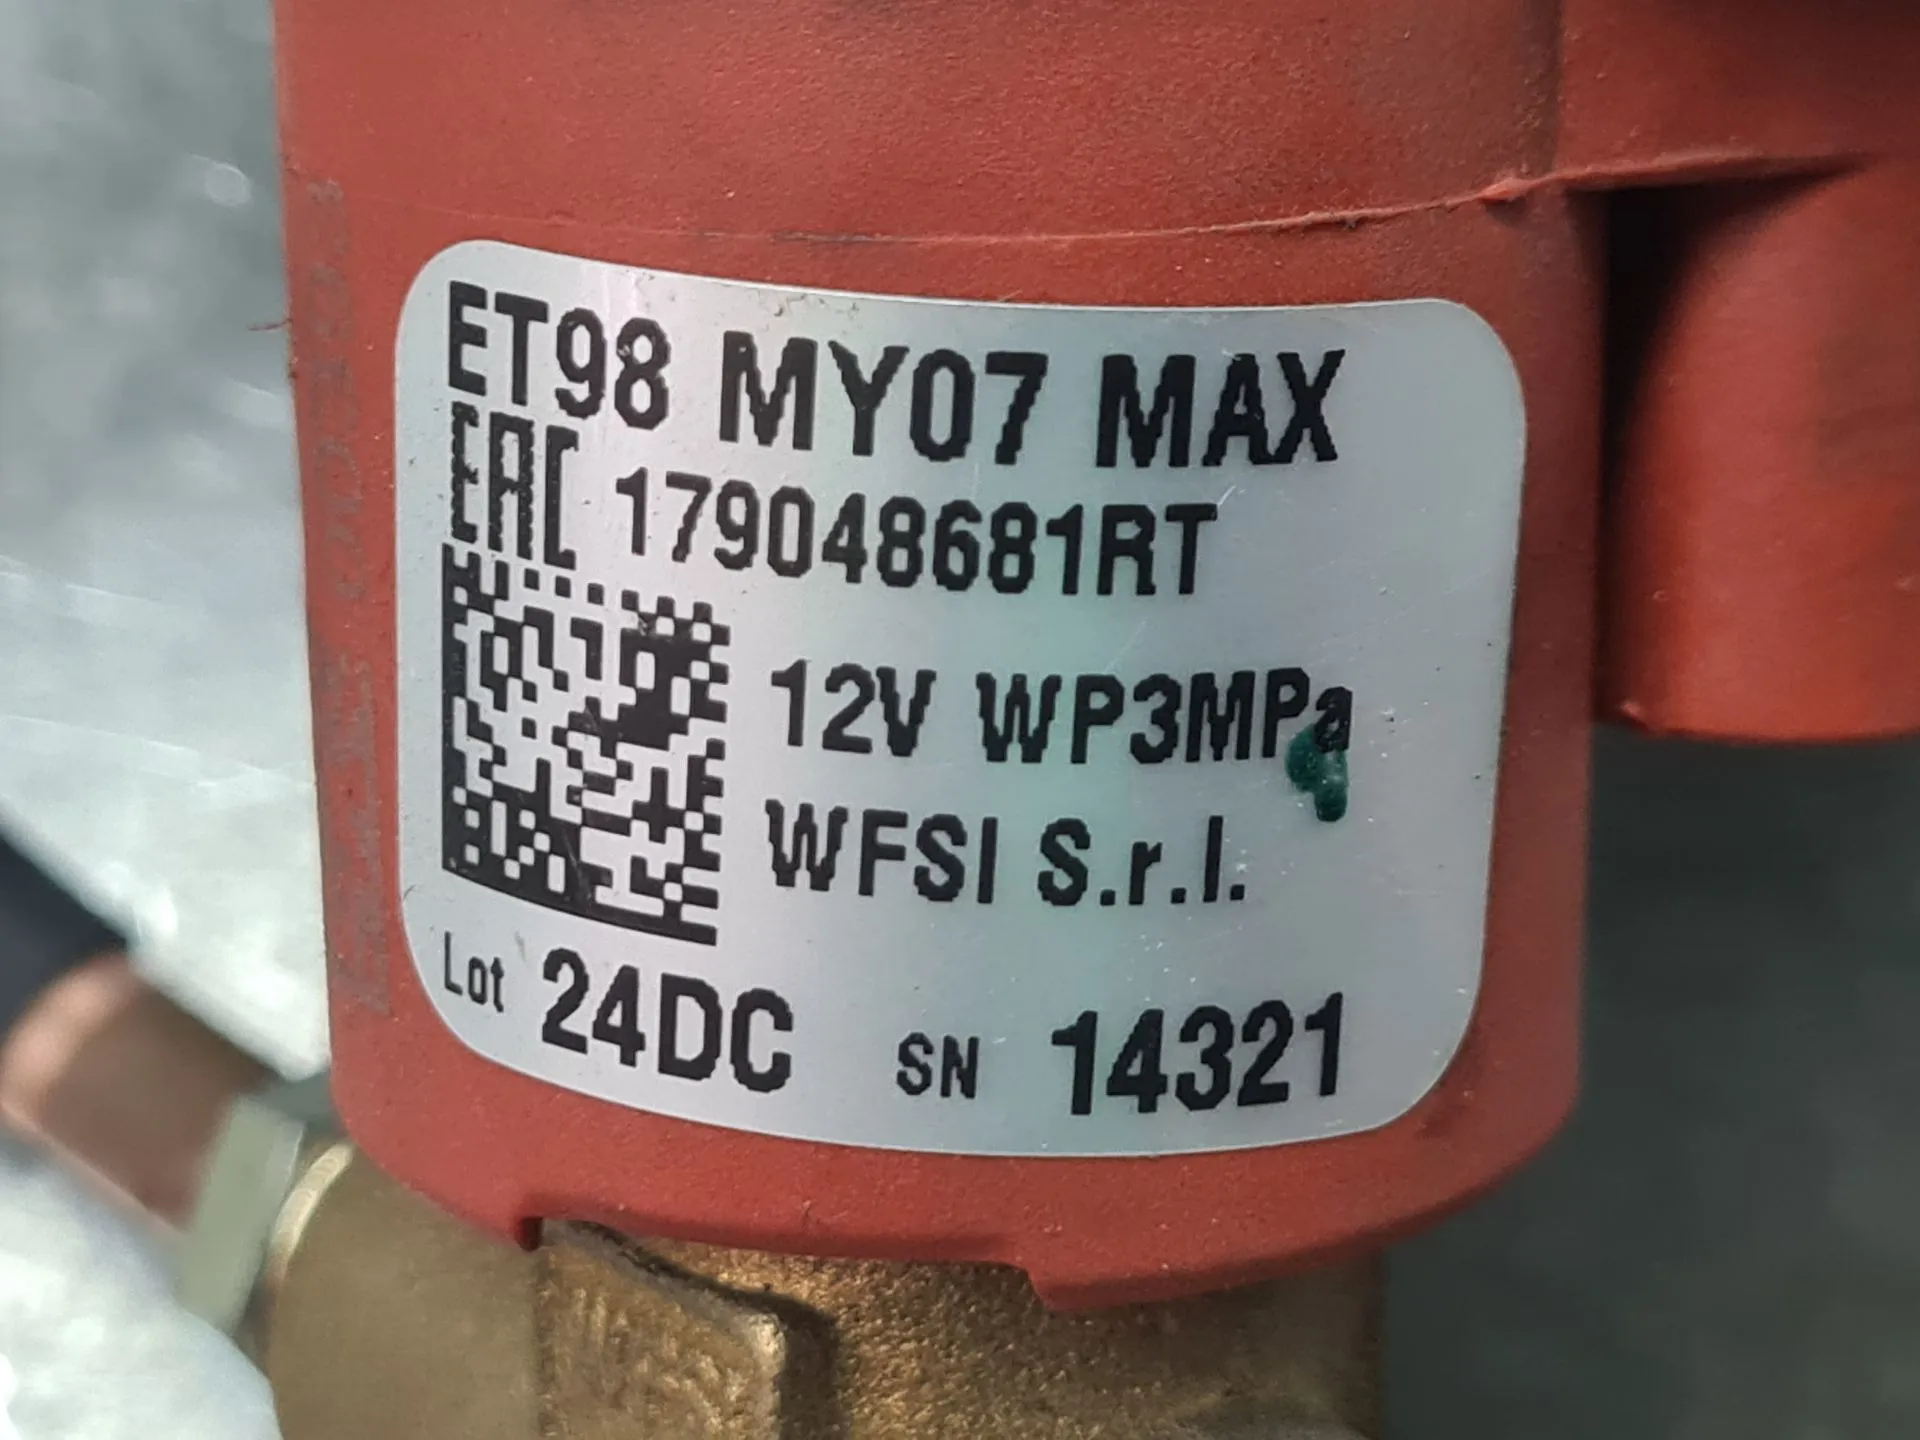 ET98 MY07 MAX
EAC 179048681RT
12V WP3MPa
WFSI S.r.l.
Lot 24DC SN 14321